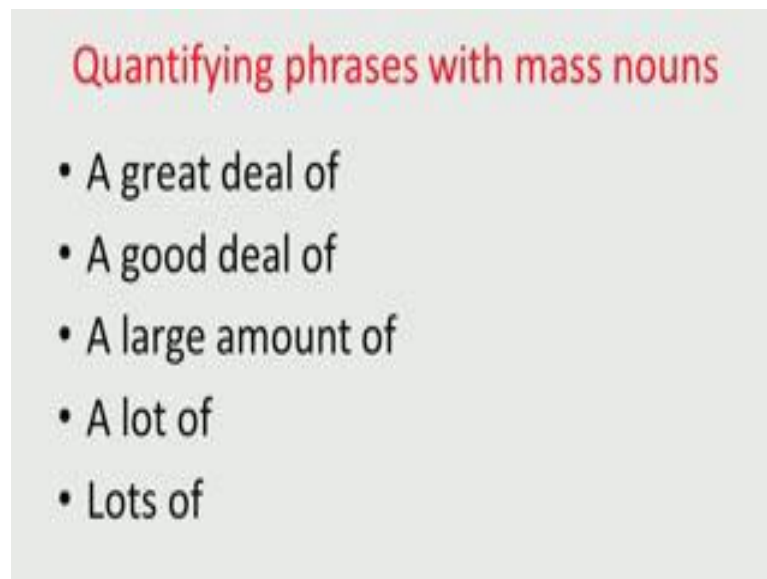 Quantifying phrases with mass nouns
• A great deal of
• A good deal of
• A large amount of
• A lot of
• Lots of